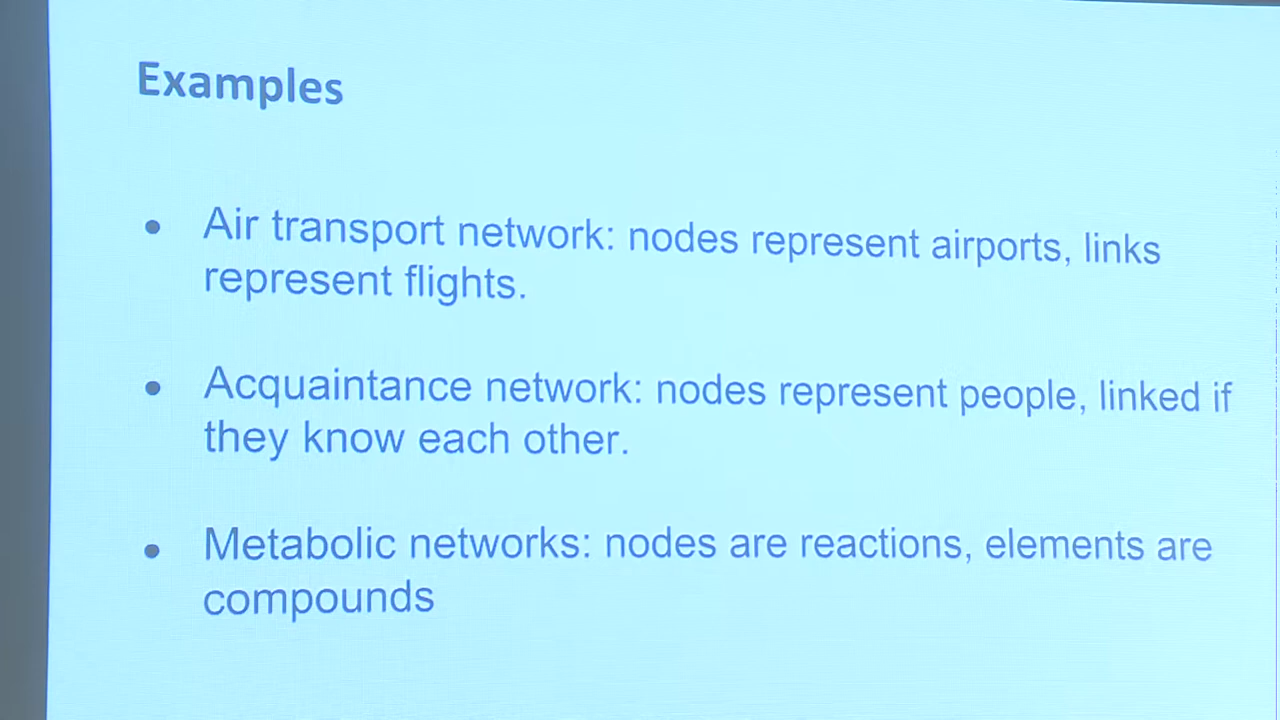 Examples
• Air transport network: nodes represent airports, links
represent flights.
• Acquaintance network: nodes represent people, linked if
they know each other.
• Metabolic networks: nodes are reactions, elements are
compounds